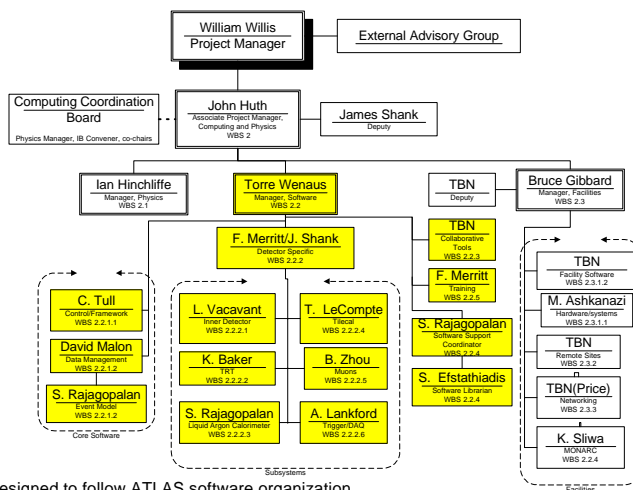 William Willis
Project Manager
External Advisory Group
Computing Coordination
Board
Physics Manager, IB Convener, co-chairs
John Huth
Associate Project Manager,
Computing and Physics
WBS 2
James Shank
Deputy
Ian Hinchliffe
Manager, Physics
WBS 2.1
Torre Wenaus
Manager, Software
WBS 2.2
TBN
Deputy
Bruce Gibbard
Manager, Facilities
WBS 2.3
F. Merritt/J. Shank
Detector Specific
WBS 2.2.2
TBN
Collaborative
Tools
WBS 2.2.3
F. Merritt
Training
WBS 2.2.5
S. Rajagopalan
Software Support
Coordinator
WBS 2.2.4
S. Efstathiadis
Software Librarian
WBS 2.2.4
C. Tull
Control/Framework
WBS 2.2.1.1
David Malon
Data Management
WBS 2.2.1.2
S. Rajagopalan
Event Model
WBS 2.2.1.2
Core Software
L. Vacavant
Inner Detector
WBS 2.2.2.1
T. LeCompte
Tilecal
WBS 2.2.2.4
K. Baker
TRT
WBS 2.2.2.2
B. Zhou
Muons
WBS 2.2.2.5
S. Rajagopalan
Liquid Argon Calorimeter
WBS 2.2.2.3
A. Lankford
Trigger/DAQ
WBS 2.2.2.6
Subsystems
TBN
Facility Software
WBS 2.3.1.2
M. Ashkanazi
Hardware/systems
WBS 2.3.1.1
TBN
Remote Sites
WBS 2.3.2
TBN(Price)
Networking
WBS 2.3.3
K. Sliwa
MONARC
WBS 2.2.4
Facilities
esigned to follow ATLAS software organization